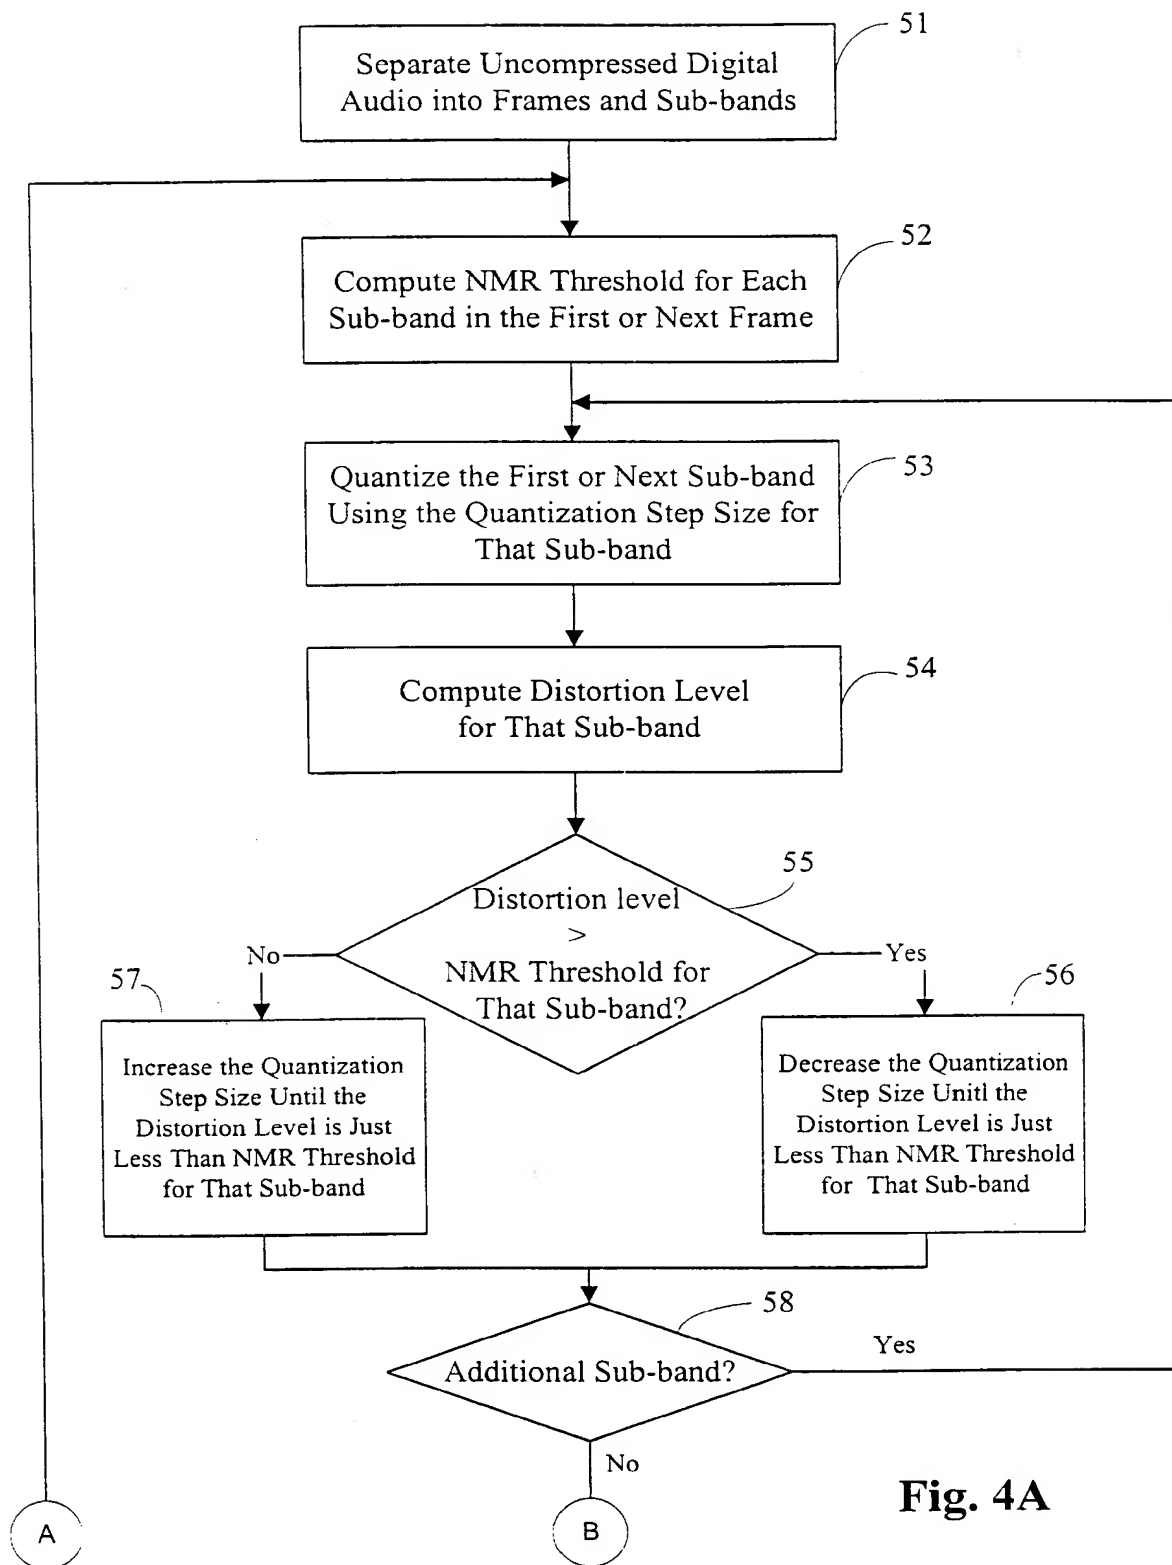 51
Separate Uncompressed Digital
Audio into Frames and Sub-bands
52
Compute NMR Threshold for Each
Sub-band in the First or Next Frame
53
Quantize the First or Next Sub-band
Using the Quantization Step Size for
That Sub-band
54
Compute Distortion Level
for That Sub-band
55
Distortion level
>
NMR Threshold for
That Sub-band?
No
Yes
57
56
Increase the Quantization
Step Size Until the
Distortion Level is Just
Less Than NMR Threshold
for That Sub-band
Decrease the Quantization
Step Size Unitl the
Distortion Level is Just
Less Than NMR Threshold
for That Sub-band
58
Additional Sub-band?
Yes
No
Fig. 4A
A
B